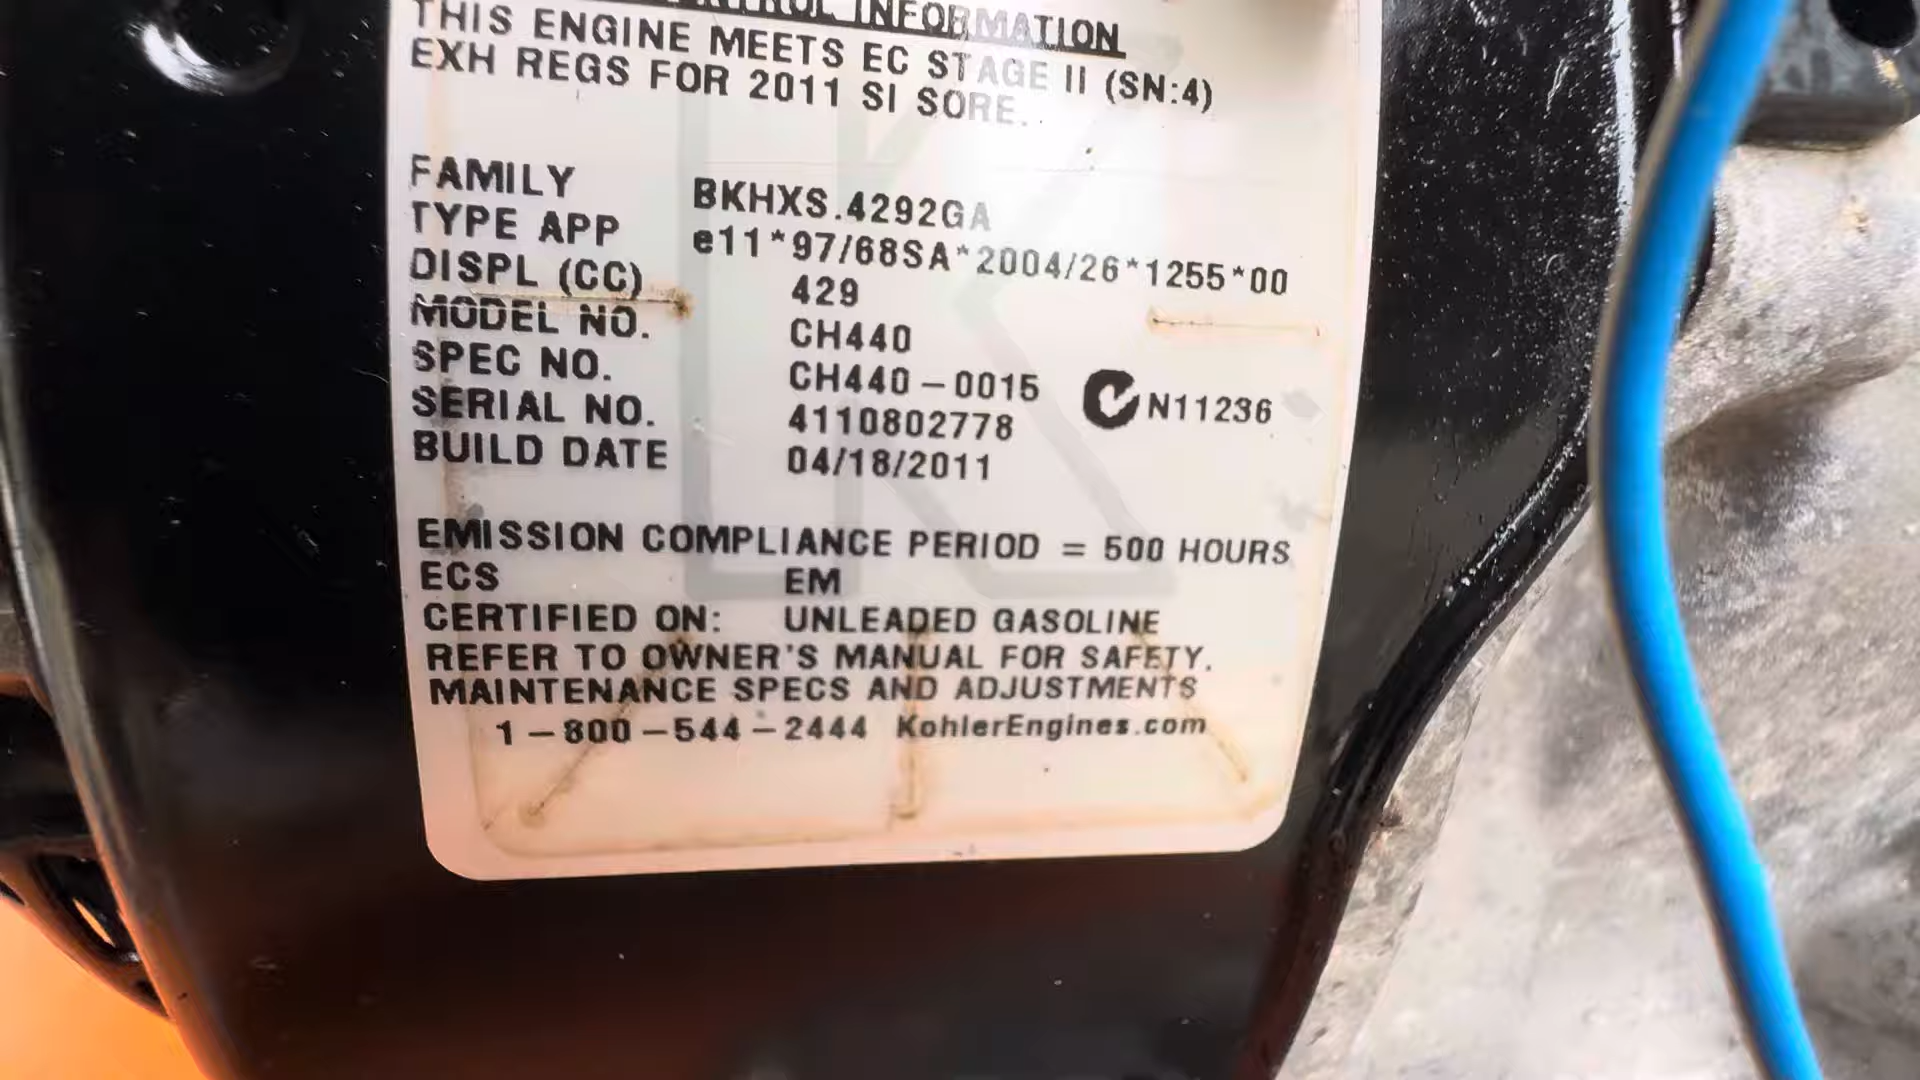 INFORMATION
THIS ENGINE MEETS EC STAGE II (SN:4)
EXH REGS FOR 2011 SI SORE.
FAMILY BKHXS.4292GA
TYPE APP e11*97/68SA*2004/26*1255*00
DISPL (CC) 429
MODEL NO. CH440
SPEC NO. CH440-0015
SERIAL NO. 4110802778 N11236
BUILD DATE 04/18/2011
EMISSION COMPLIANCE PERIOD = 500 HOURS
ECS EM
CERTIFIED ON: UNLEADED GASOLINE
REFER TO OWNER'S MANUAL FOR SAFETY.
MAINTENANCE SPECS AND ADJUSTMENTS
1-800-544-2444 KohlerEngines.com